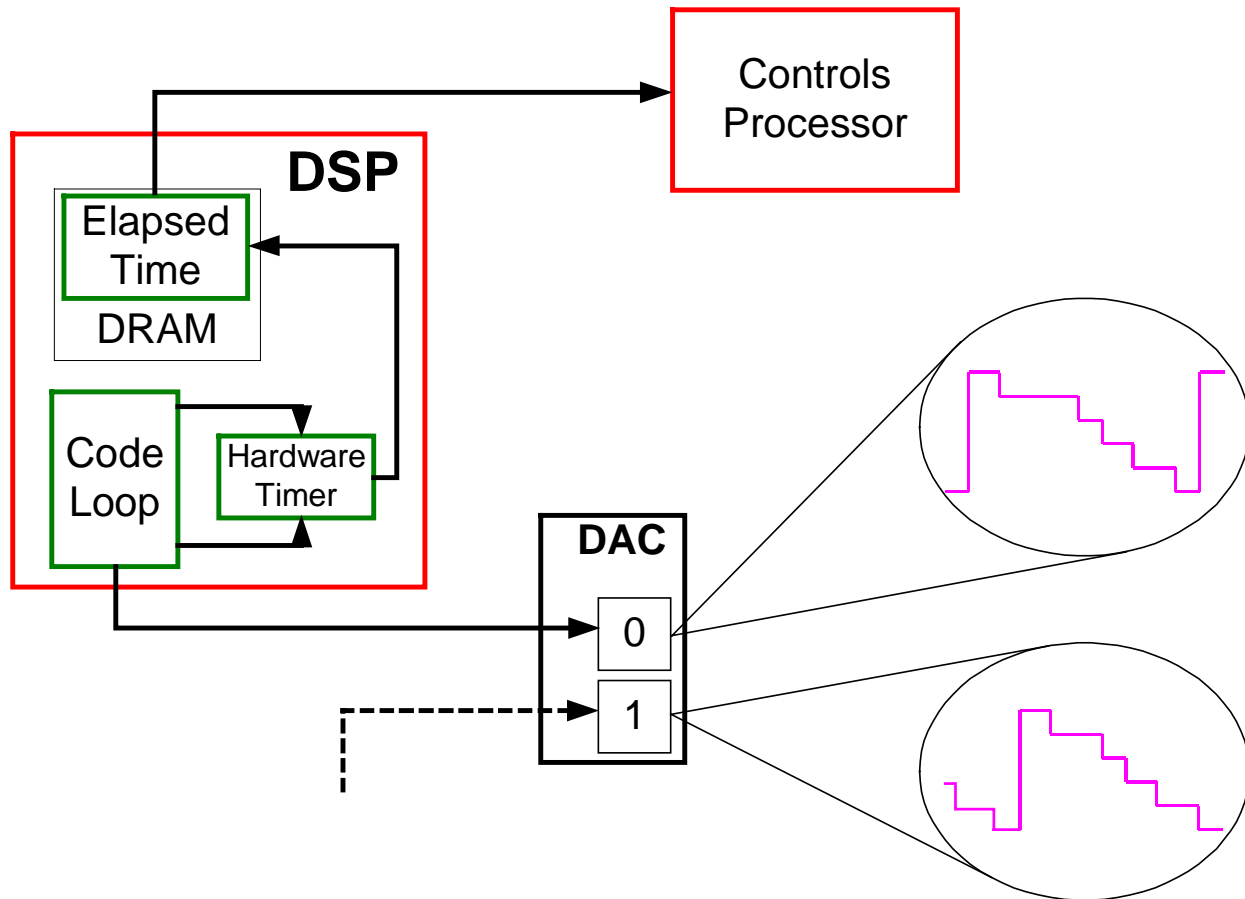 Controls
Processor
DSP
Elapsed
Time
DRAM
Code
Loop
Hardware
Timer
DAC
0
1